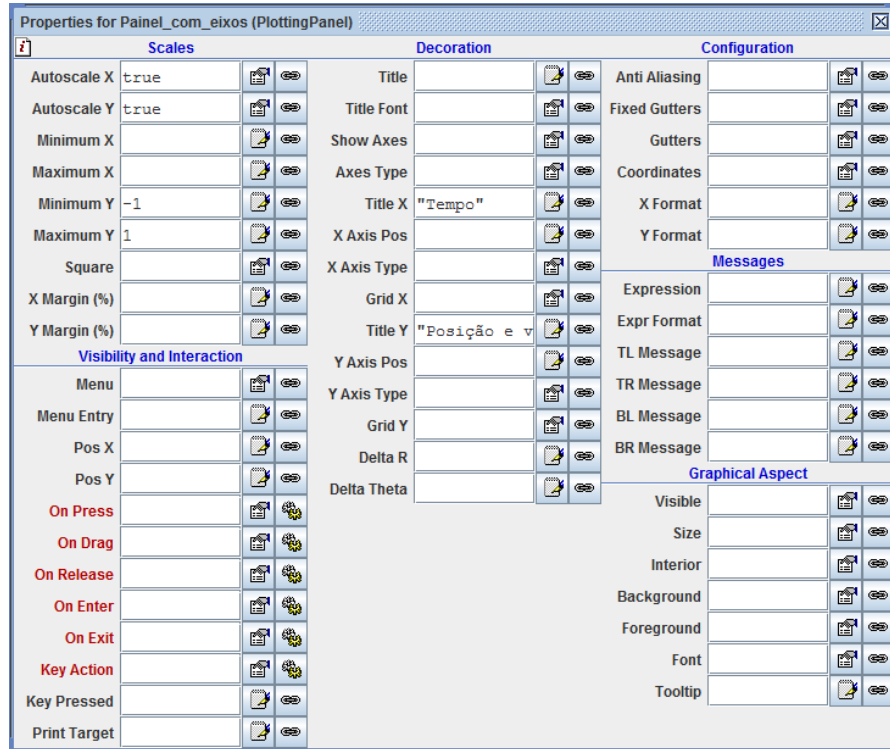 Properties for Painel_com_eixos (PlottingPanel)
Scales
Autoscale X true
Autoscale Y true
Minimum X
Maximum X
Minimum Y -1
Maximum Y 1
Square
X Margin (%)
Y Margin (%)
Visibility and Interaction
Menu
Menu Entry
Pos X
Pos Y
On Press
On Drag
On Release
On Enter
On Exit
Key Action
Key Pressed
Print Target
Decoration
Title
Title Font
Show Axes
Axes Type
Title X "Tempo"
X Axis Pos
X Axis Type
Grid X
Title Y "Posição e v
Y Axis Pos
Y Axis Type
Grid Y
Delta R
Delta Theta
Configuration
Anti Aliasing
Fixed Gutters
Gutters
Coordinates
X Format
Y Format
Messages
Expression
Expr Format
TL Message
TR Message
BL Message
BR Message
Graphical Aspect
Visible
Size
Interior
Background
Foreground
Font
Tooltip